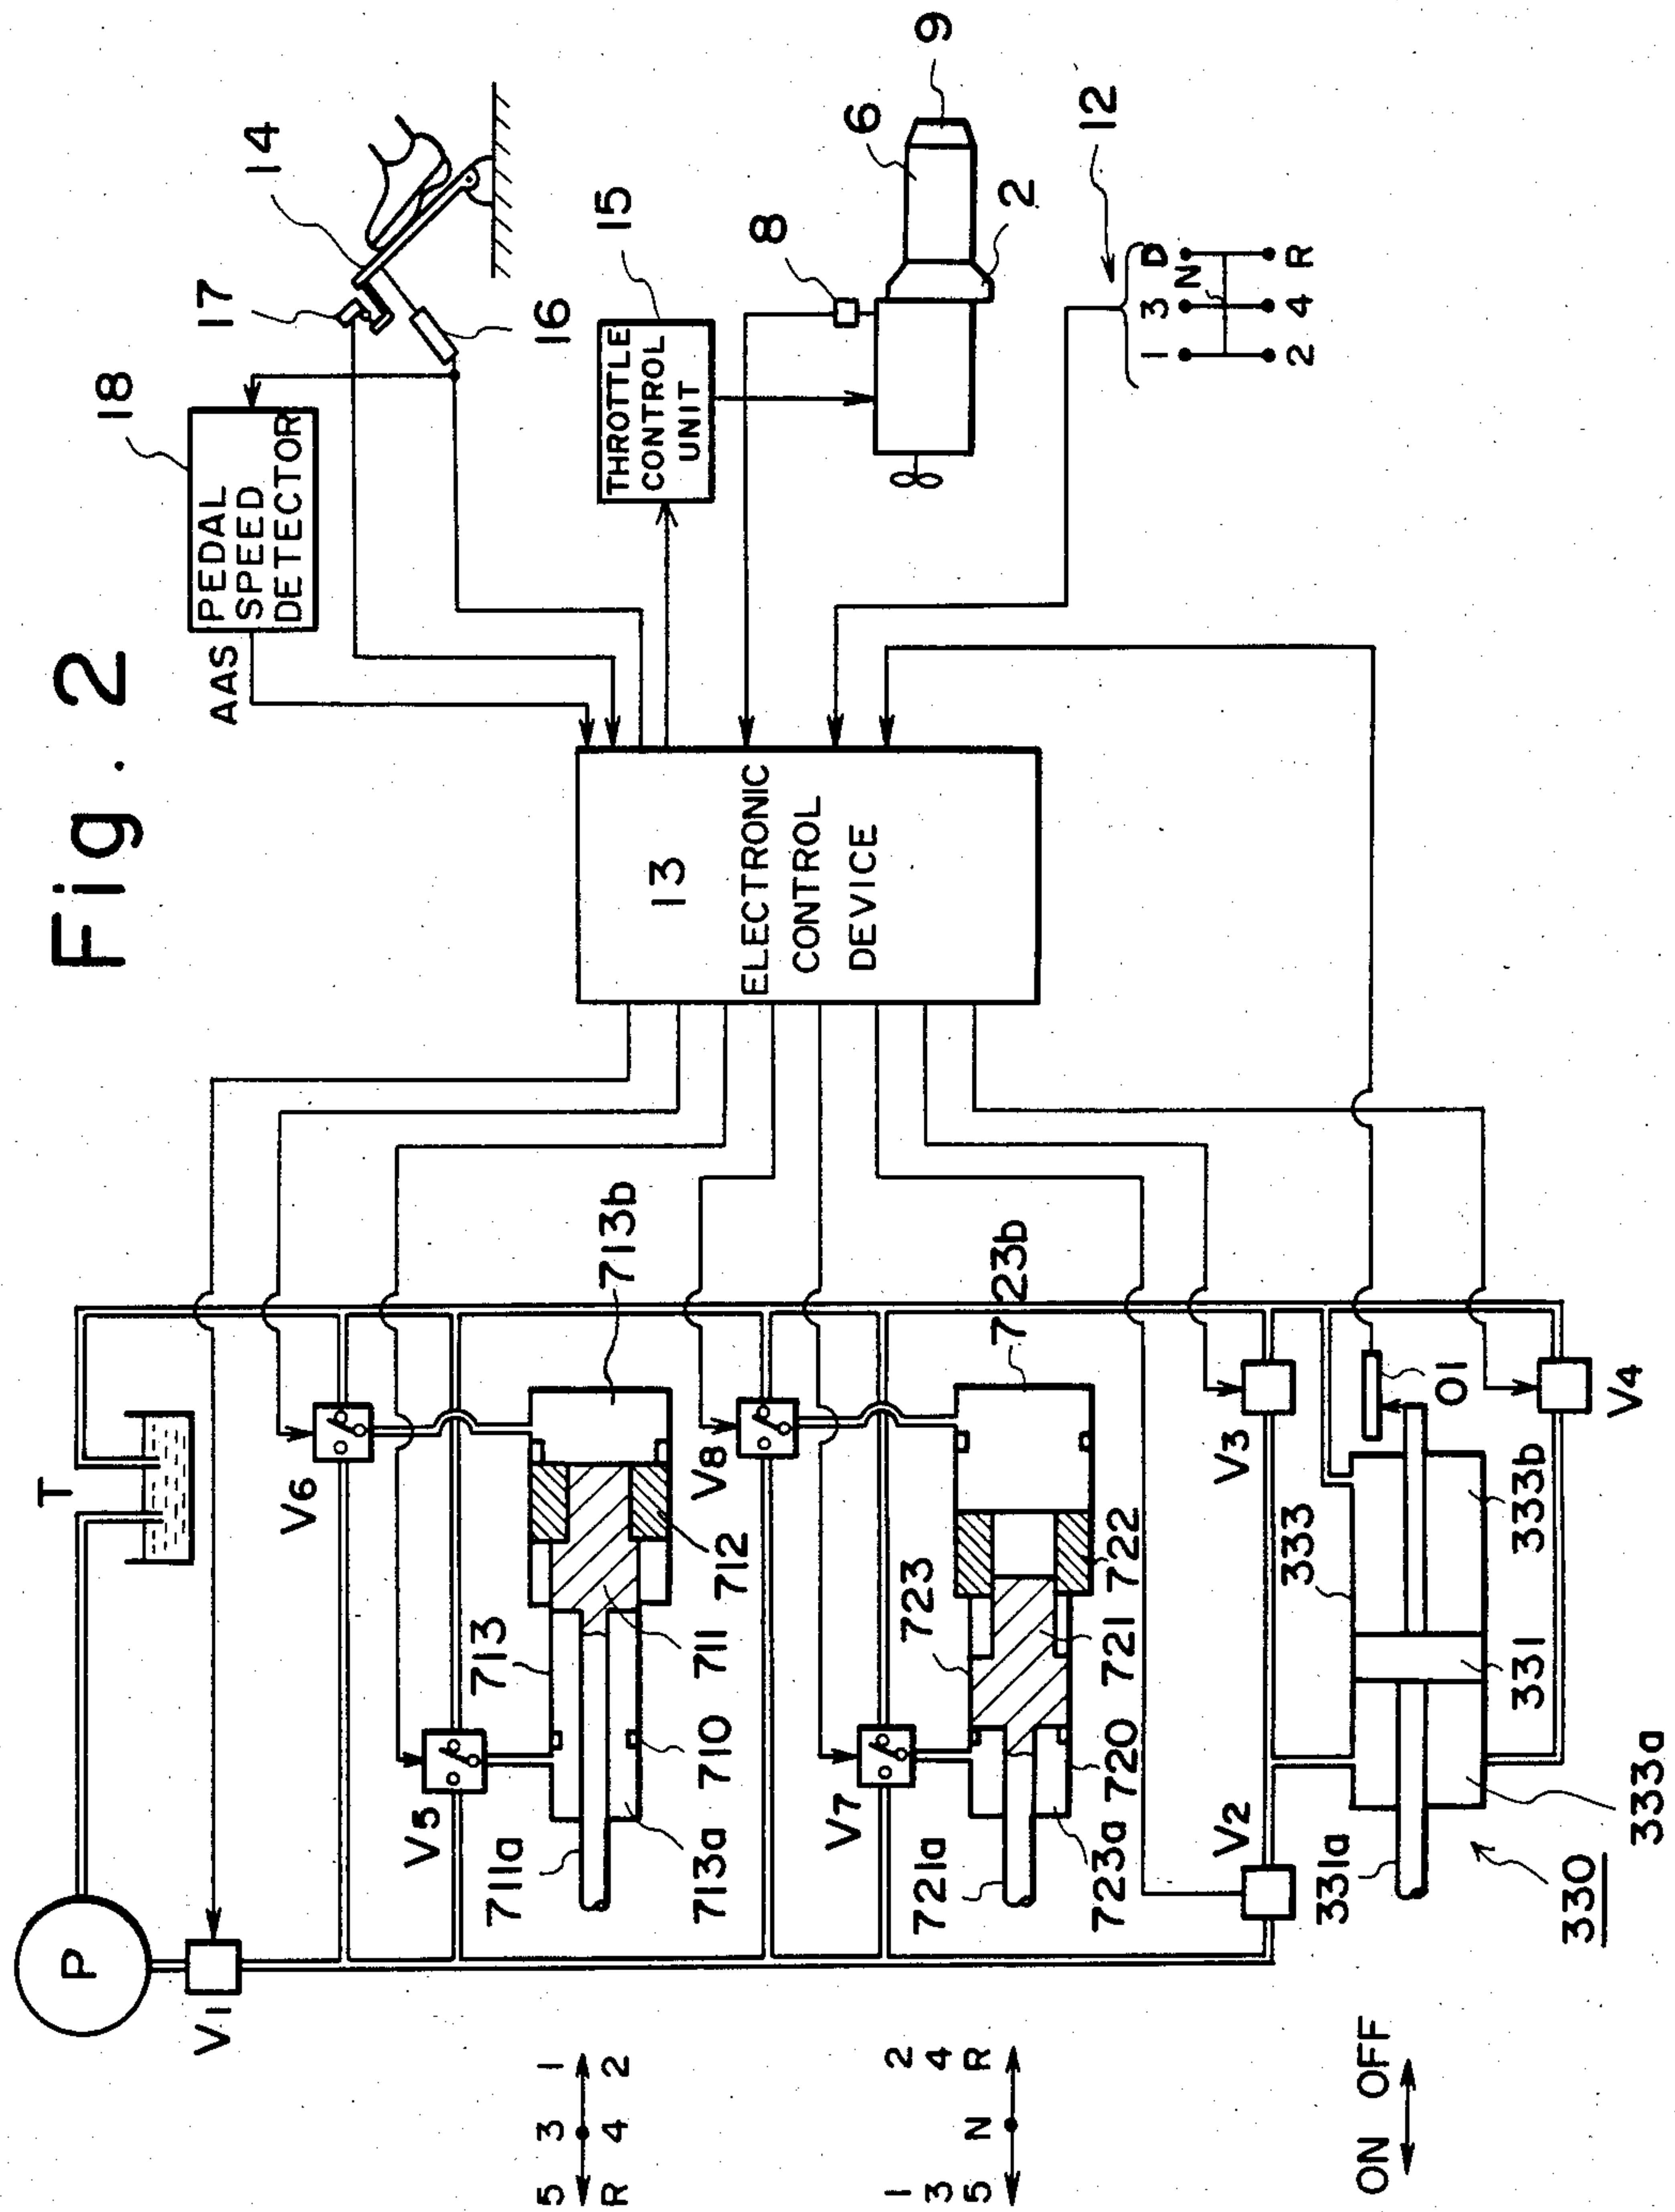 Fig. 2
P
T
V1
V6
V5
713
713b
711a
713a
710
711
712
V8
V7
723
723b
721a
723a
720
721
722
V2
V3
333
01
331a
330
333a
331
333b
V4
5 3 1
R 4 2
1 2
3 4
5 N R
ON OFF
13
ELECTRONIC
CONTROL
DEVICE
AAS
PEDAL
SPEED
DETECTOR
18
17
14
16
THROTTLE
CONTROL
UNIT
15
8
6
9
2
12
1 3 D
N
2 4 R